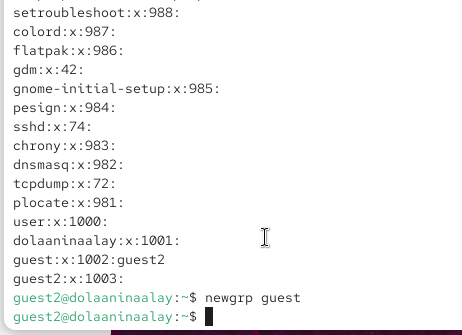 setroubleshoot:x:988:
colord:x:987:
flatpak:x:986:
gdm:x:42:
gnome-initial-setup:x:985:
pesign:x:984:
sshd:x:74:
chrony:x:983:
dnsmasq:x:982:
tcpdump:x:72:
plocate:x:981:
user:x:1000:
dolaaninaalay:x:1001:
guest:x:1002:guest2
guest2:x:1003:
guest2@dolaaninaalay:~$ newgrp guest
guest2@dolaaninaalay:~$